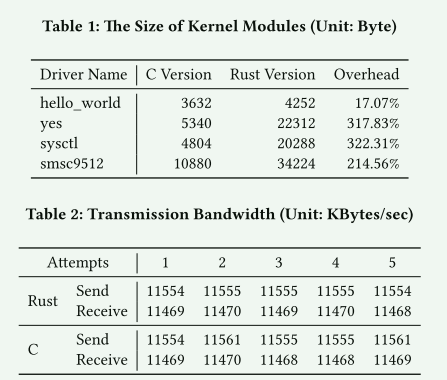 Table 1: The Size of Kernel Modules (Unit: Byte)
Driver Name C Version Rust Version Overhead
hello_world 3632 4252 17.07%
yes 5340 22312 317.83%
sysctl 4804 20288 322.31%
smsc9512 10880 34224 214.56%
Table 2: Transmission Bandwidth (Unit: KBytes/sec)
Attempts 1 2 3 4 5
Rust Send 11554 11555 11555 11555 11554
Receive 11469 11470 11469 11470 11468
C Send 11554 11561 11555 11555 11561
Receive 11469 11470 11468 11468 11469